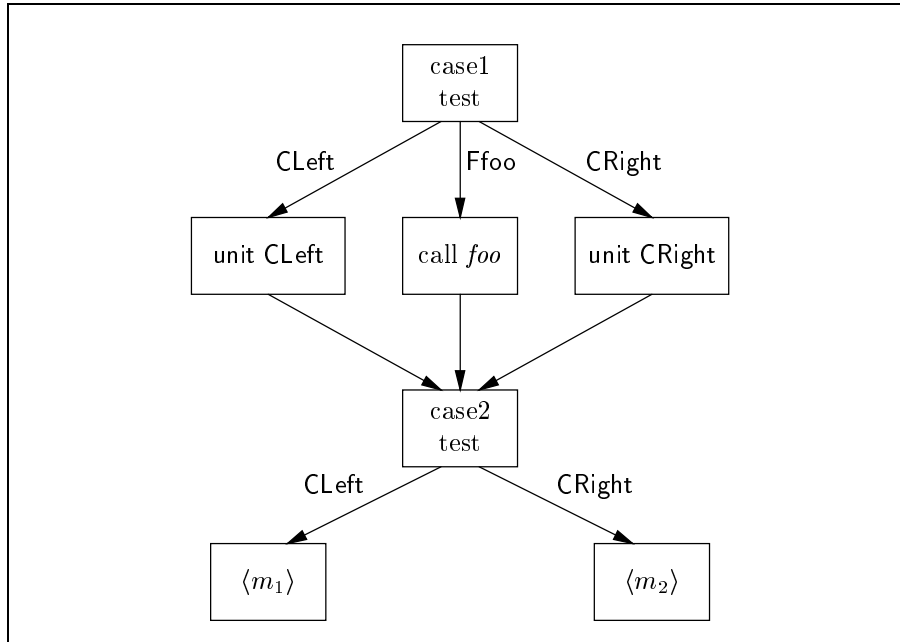 case1
test
CLeft
Ffoo
CRight
unit CLeft
call foo
unit CRight
case2
test
CLeft
CRight
⟨m₁⟩
⟨m₂⟩